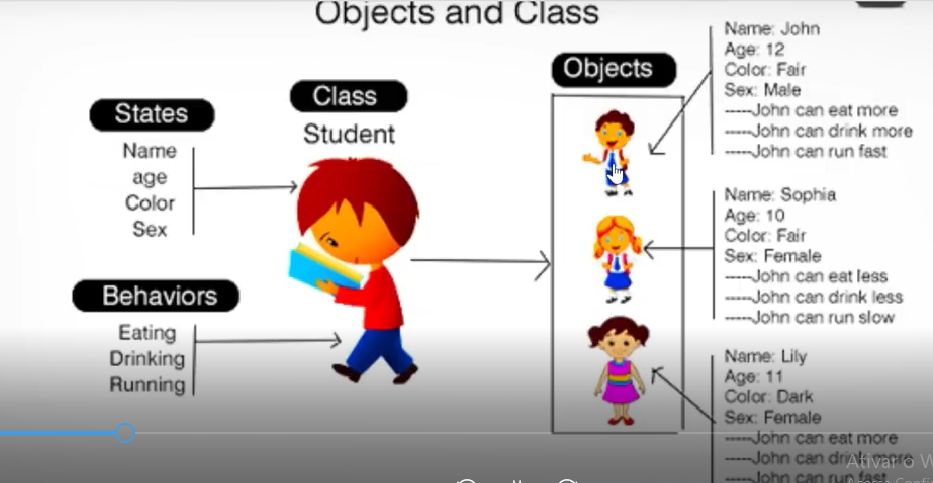 Objects and Class
States
Name
age
Color
Sex
Behaviors
Eating
Drinking
Running
Class
Student
Objects
Name: John
Age: 12
Color: Fair
Sex: Male
-----John can eat more
-----John can drink more
-----John can run fast
Name: Sophia
Age: 10
Color: Fair
Sex: Female
-----John can eat less
-----John can drink less
-----John can run slow
Name: Lily
Age: 11
Color: Dark
Sex: Female
-----John can eat more
-----John can drink more
-----John can run fast
Ativar o W